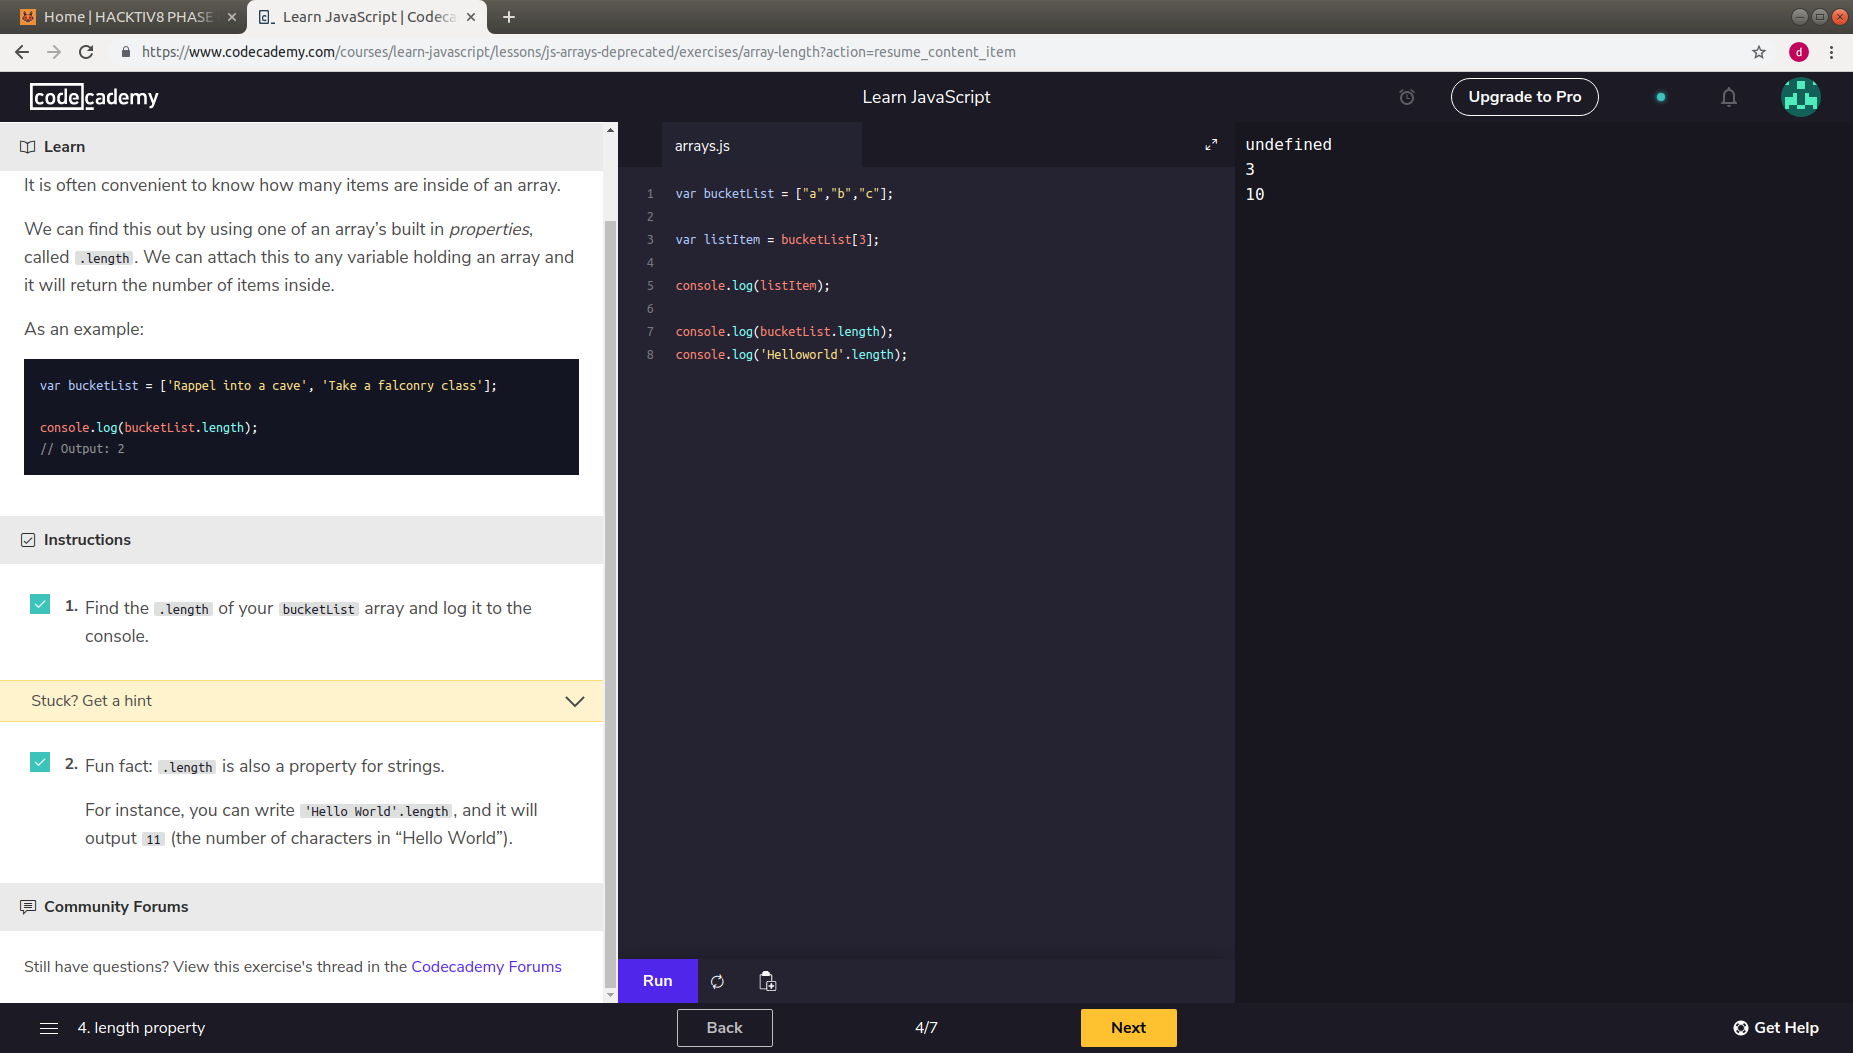 Home | HACKTIV8 PHASE
Learn JavaScript | Codeca
https://www.codecademy.com/courses/learn-javascript/lessons/js-arrays-deprecated/exercises/array-length?action=resume_content_item
d
codecademy
Learn JavaScript
Upgrade to Pro
Learn
It is often convenient to know how many items are inside of an array.
We can find this out by using one of an array’s built in properties,
called .length. We can attach this to any variable holding an array and
it will return the number of items inside.
As an example:
var bucketList = ['Rappel into a cave', 'Take a falconry class'];
console.log(bucketList.length);
// Output: 2
Instructions
1. Find the .length of your bucketList array and log it to the
console.
Stuck? Get a hint
2. Fun fact: .length is also a property for strings.
For instance, you can write 'Hello World'.length, and it will
output 11 (the number of characters in “Hello World”).
Community Forums
Still have questions? View this exercise's thread in the Codecademy Forums
arrays.js
1 var bucketList = ["a","b","c"];
2
3 var listItem = bucketList[3];
4
5 console.log(listItem);
6
7 console.log(bucketList.length);
8 console.log('Helloworld'.length);
Run
undefined
3
10
4. length property
Back
4/7
Next
Get Help